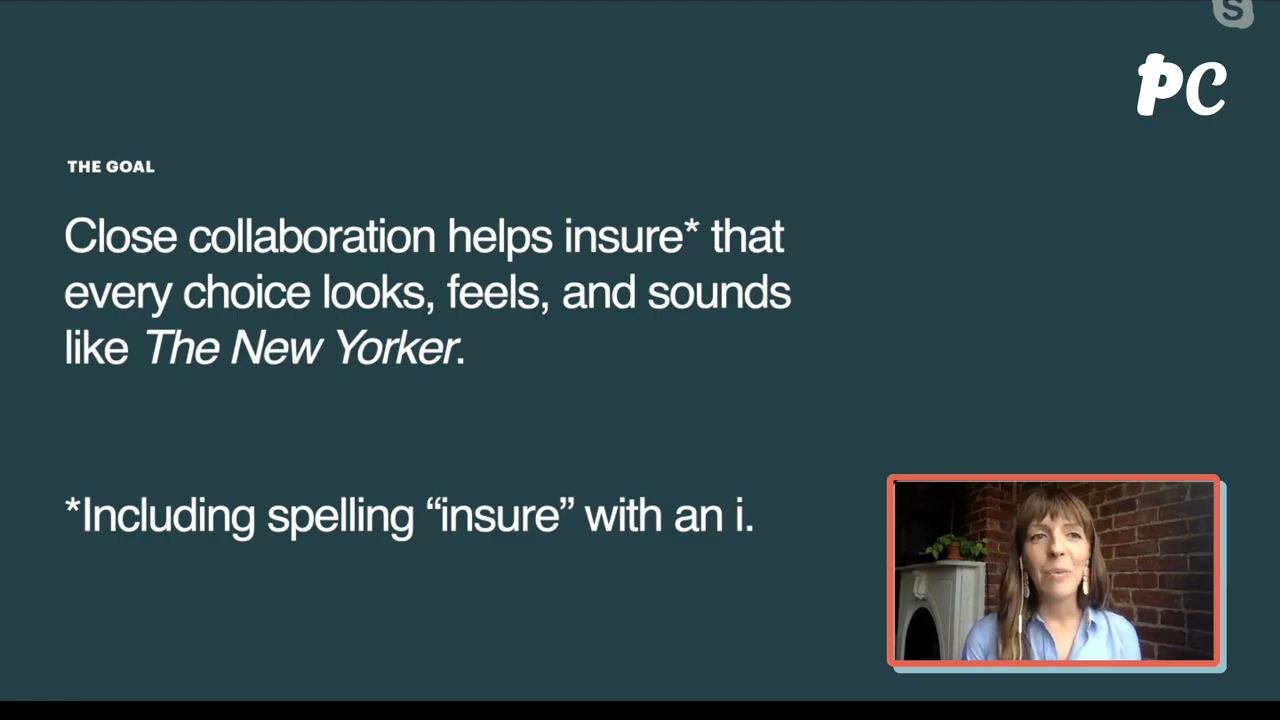 S
PC
THE GOAL
Close collaboration helps insure* that
every choice looks, feels, and sounds
like The New Yorker.
*Including spelling “insure” with an i.